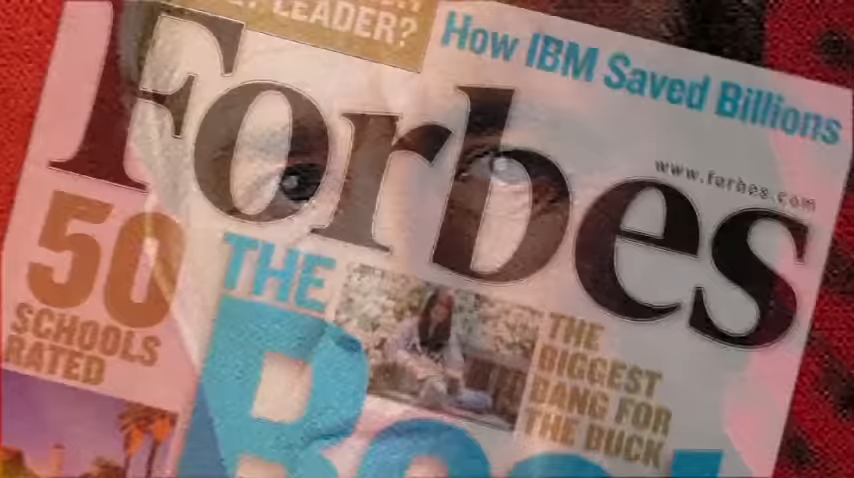 LEADER?
How IBM Saved Billions
Forbes
www.forbes.com
50
SCHOOLS
RATED
THE
THE
BIGGEST
BANG FOR
THE BUCK